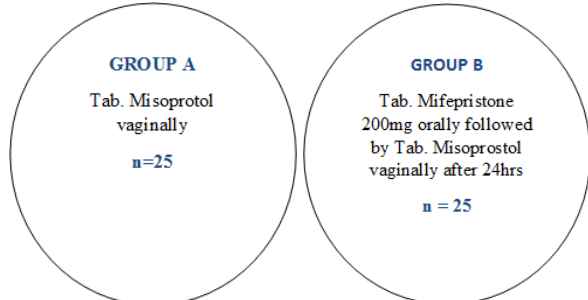 GROUP A
Tab. Misoprotol
vaginally
n=25
GROUP B
Tab. Mifepristone
200mg orally followed
by Tab. Misoprostol
vaginally after 24hrs
n = 25